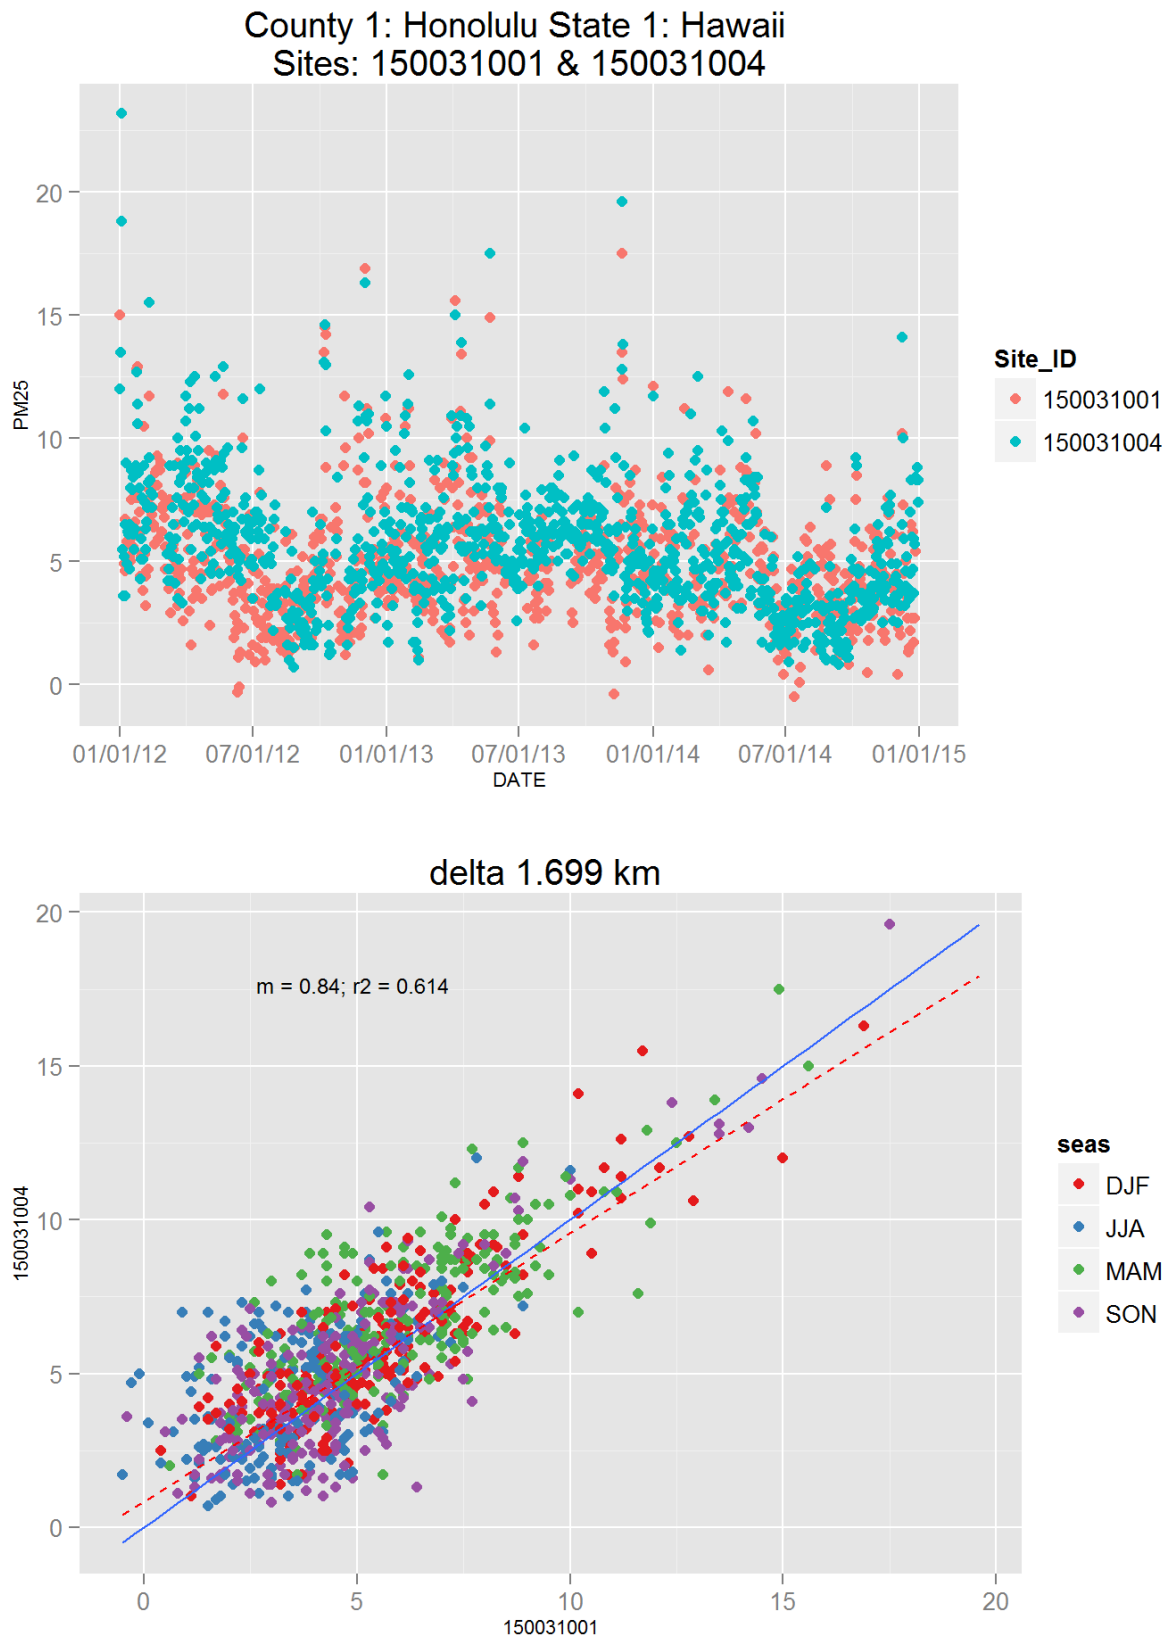 County 1: Honolulu State 1: Hawaii
Sites: 150031001 & 150031004
20
15
10
5
0
PM25
01/01/12 07/01/12 01/01/13 07/01/13 01/01/14 07/01/14 01/01/15
DATE
Site_ID
150031001
150031004
delta 1.699 km
20
15
10
5
0
150031004
m = 0.84; r2 = 0.614
0 5 10 15 20
150031001
seas
DJF
JJA
MAM
SON